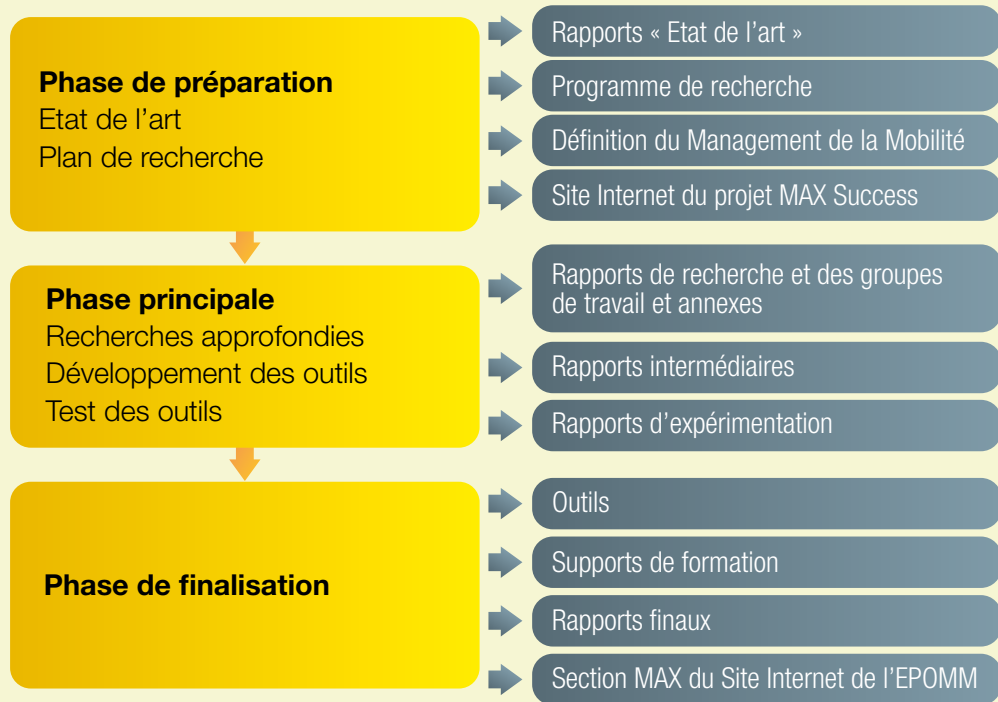 Phase de préparation
Etat de l’art
Plan de recherche
Rapports « Etat de l’art »
Programme de recherche
Définition du Management de la Mobilité
Site Internet du projet MAX Success
Phase principale
Recherches approfondies
Développement des outils
Test des outils
Rapports de recherche et des groupes
de travail et annexes
Rapports intermédiaires
Rapports d’expérimentation
Phase de finalisation
Outils
Supports de formation
Rapports finaux
Section MAX du Site Internet de l’EPOMM